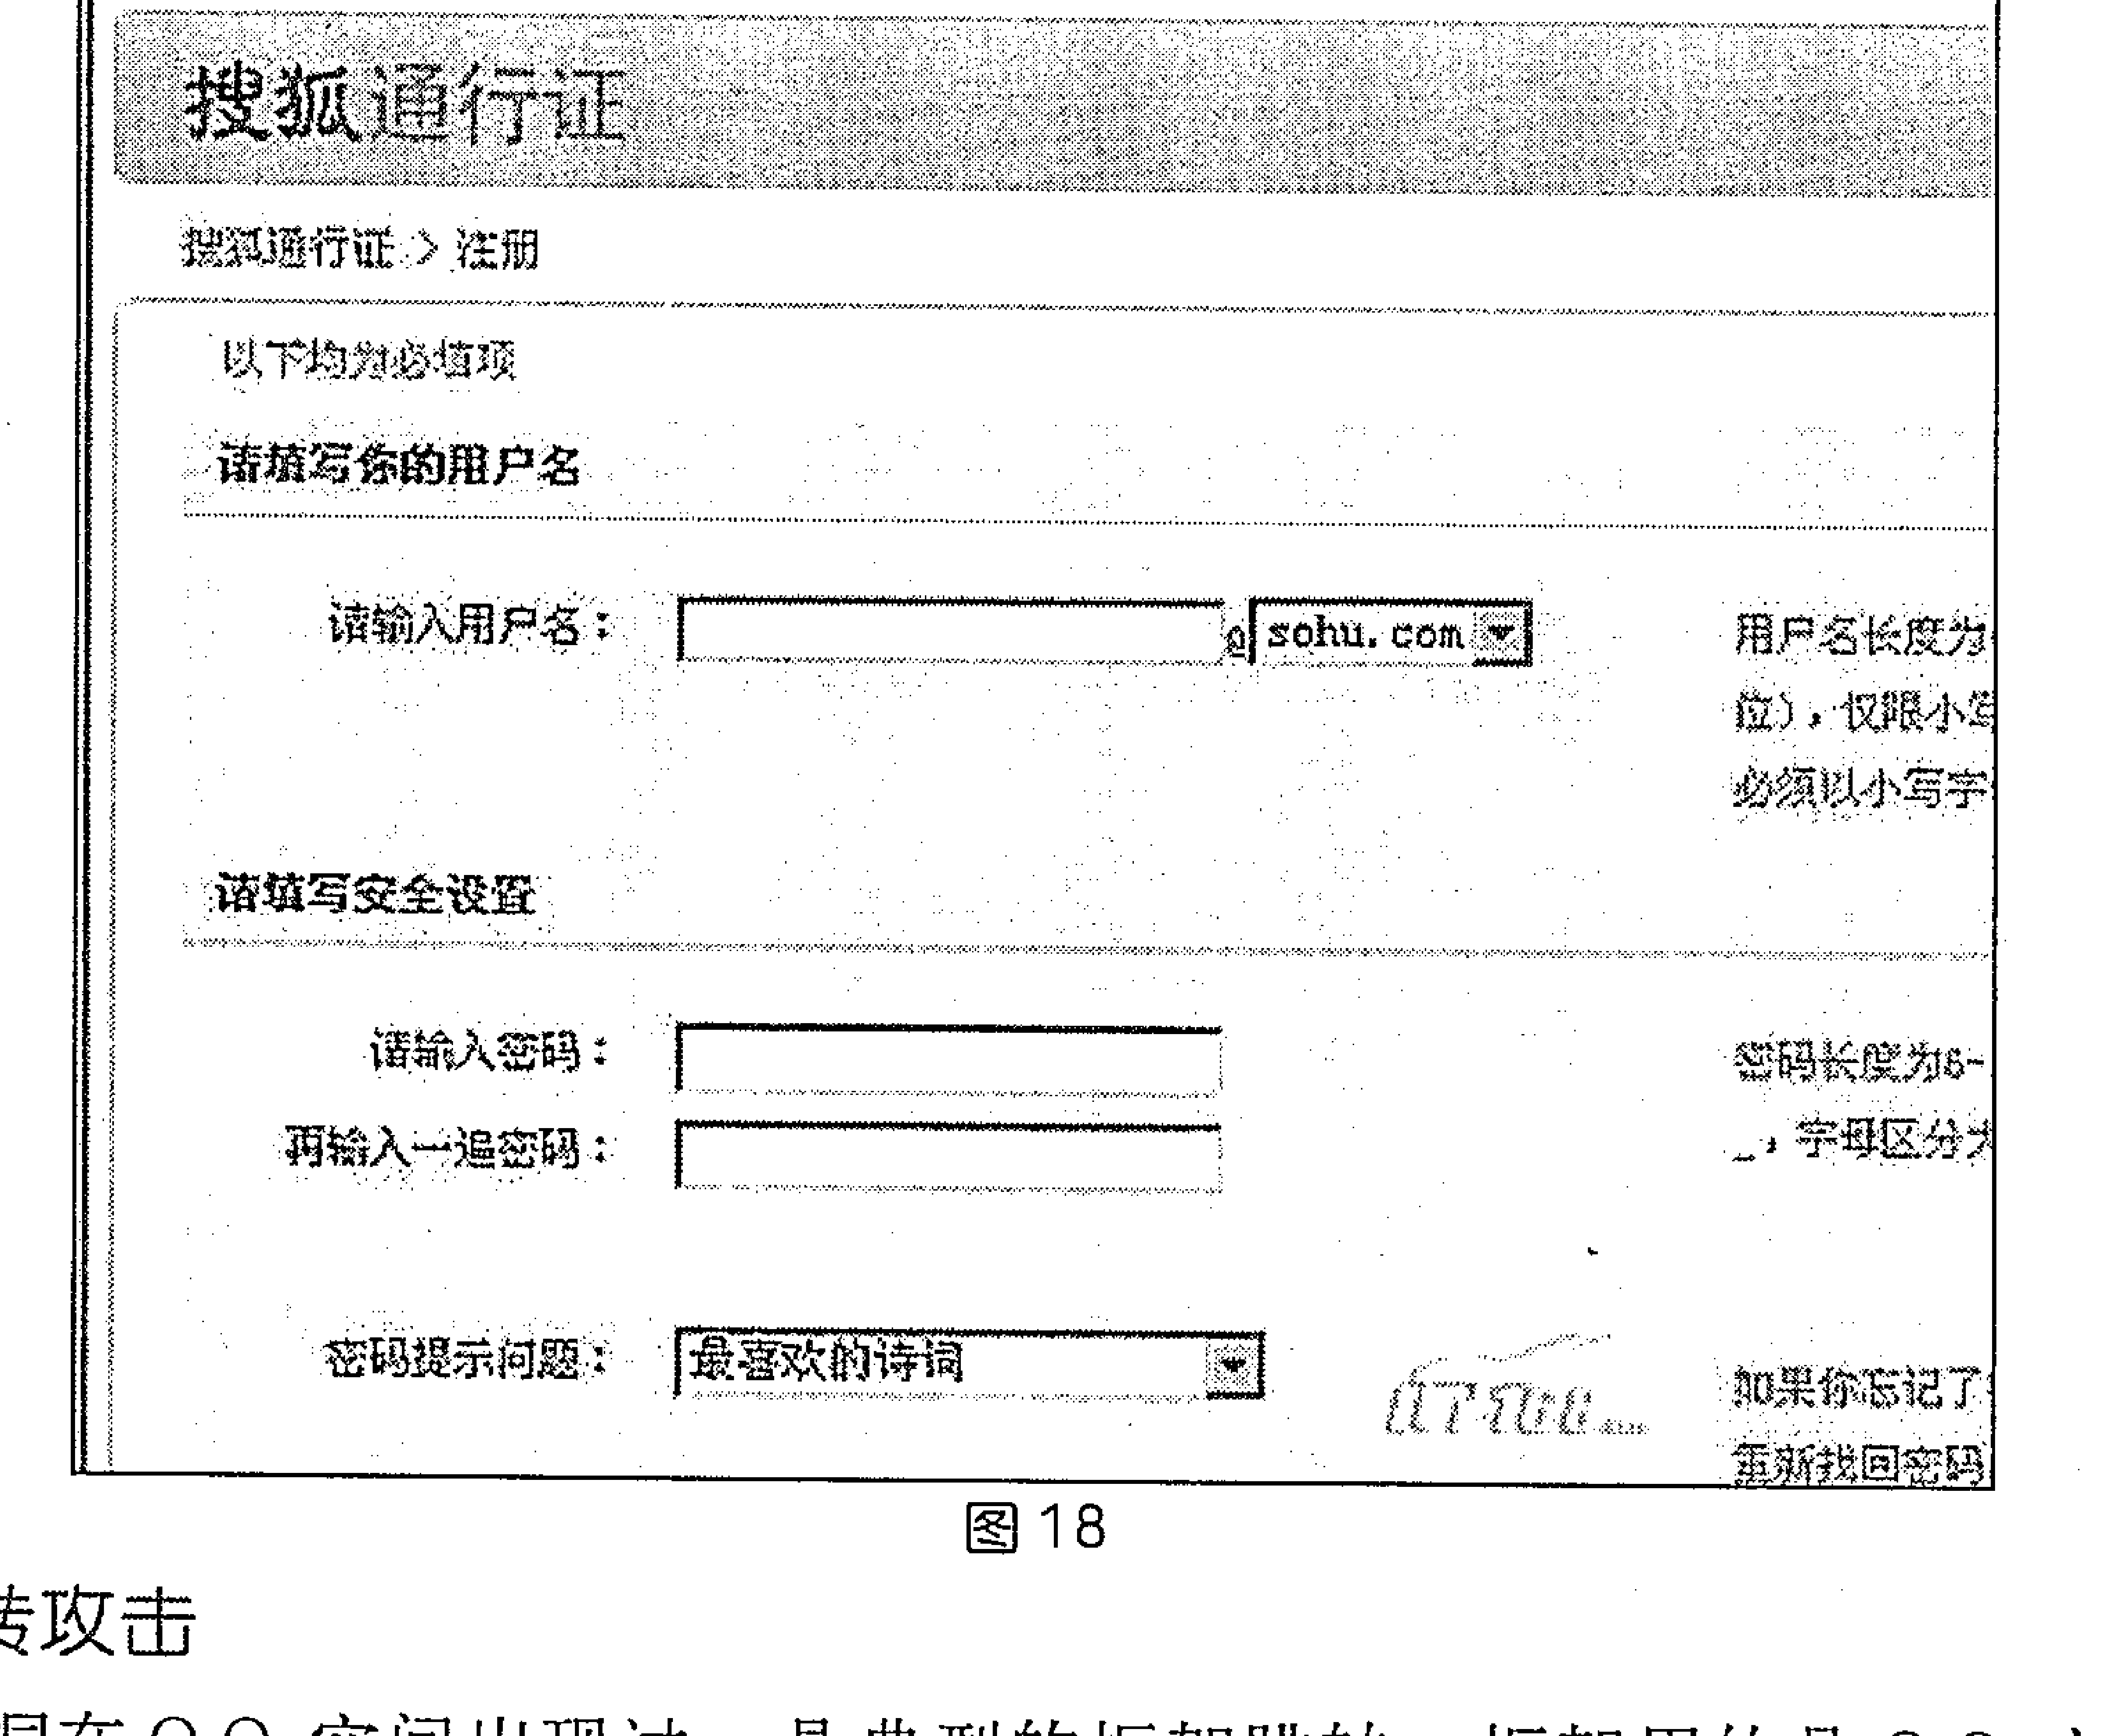 搜狐通行证
搜狐通行证 > 注册
以下均为必填项
请填写你的用户名
请输入用户名：
@ sohu.com
用户名长度为
位），仅限小写
必须以小写字
请填写安全设置
请输入密码：
密码长度为6-
再输入一遍密码：
_，字母区分大
密码提示问题：
最喜欢的诗词
如果你忘记了
重新找回密码
图 18
转攻击